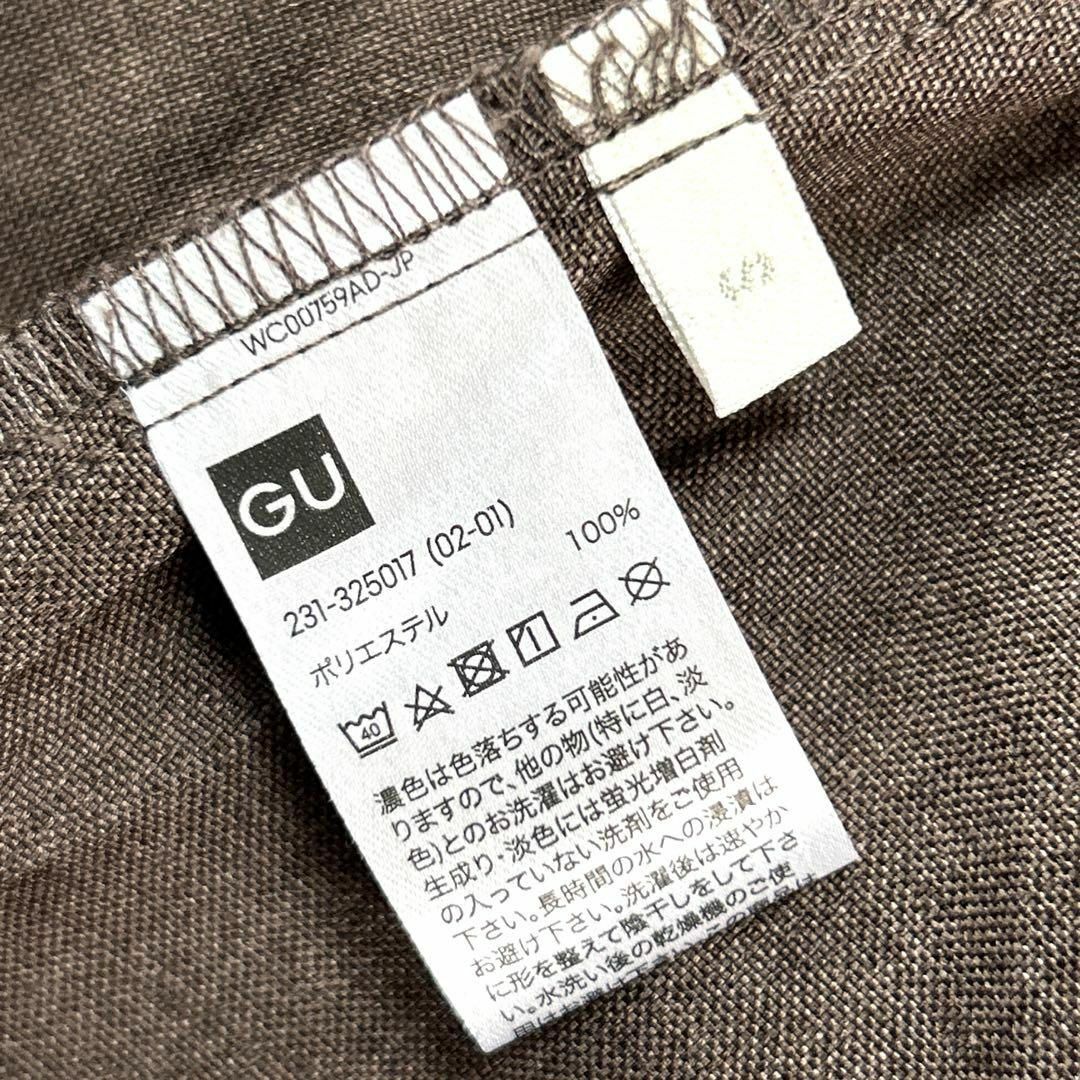 WC00759AD-JP
GU
231-325017 (02-01)
ポリエステル 100%
40
濃色は色落ちする可能性があ
りますので、他の物(特に白、淡
色)とのお洗濯はお避け下さい。
生成り・淡色には蛍光増白剤
の入っていない洗剤をご使用
下さい。長時間の水への浸漬は
お避け下さい。洗濯後は速やか
に形を整えて陰干しをして下さ
い。水洗い後の乾燥機のご使
用はお避け